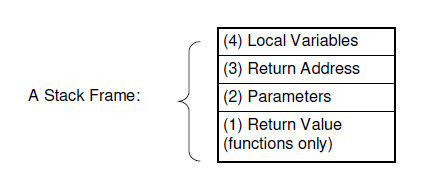 (4) Local Variables
(3) Return Address
A Stack Frame:
(2) Parameters
(1) Return Value
(functions only)